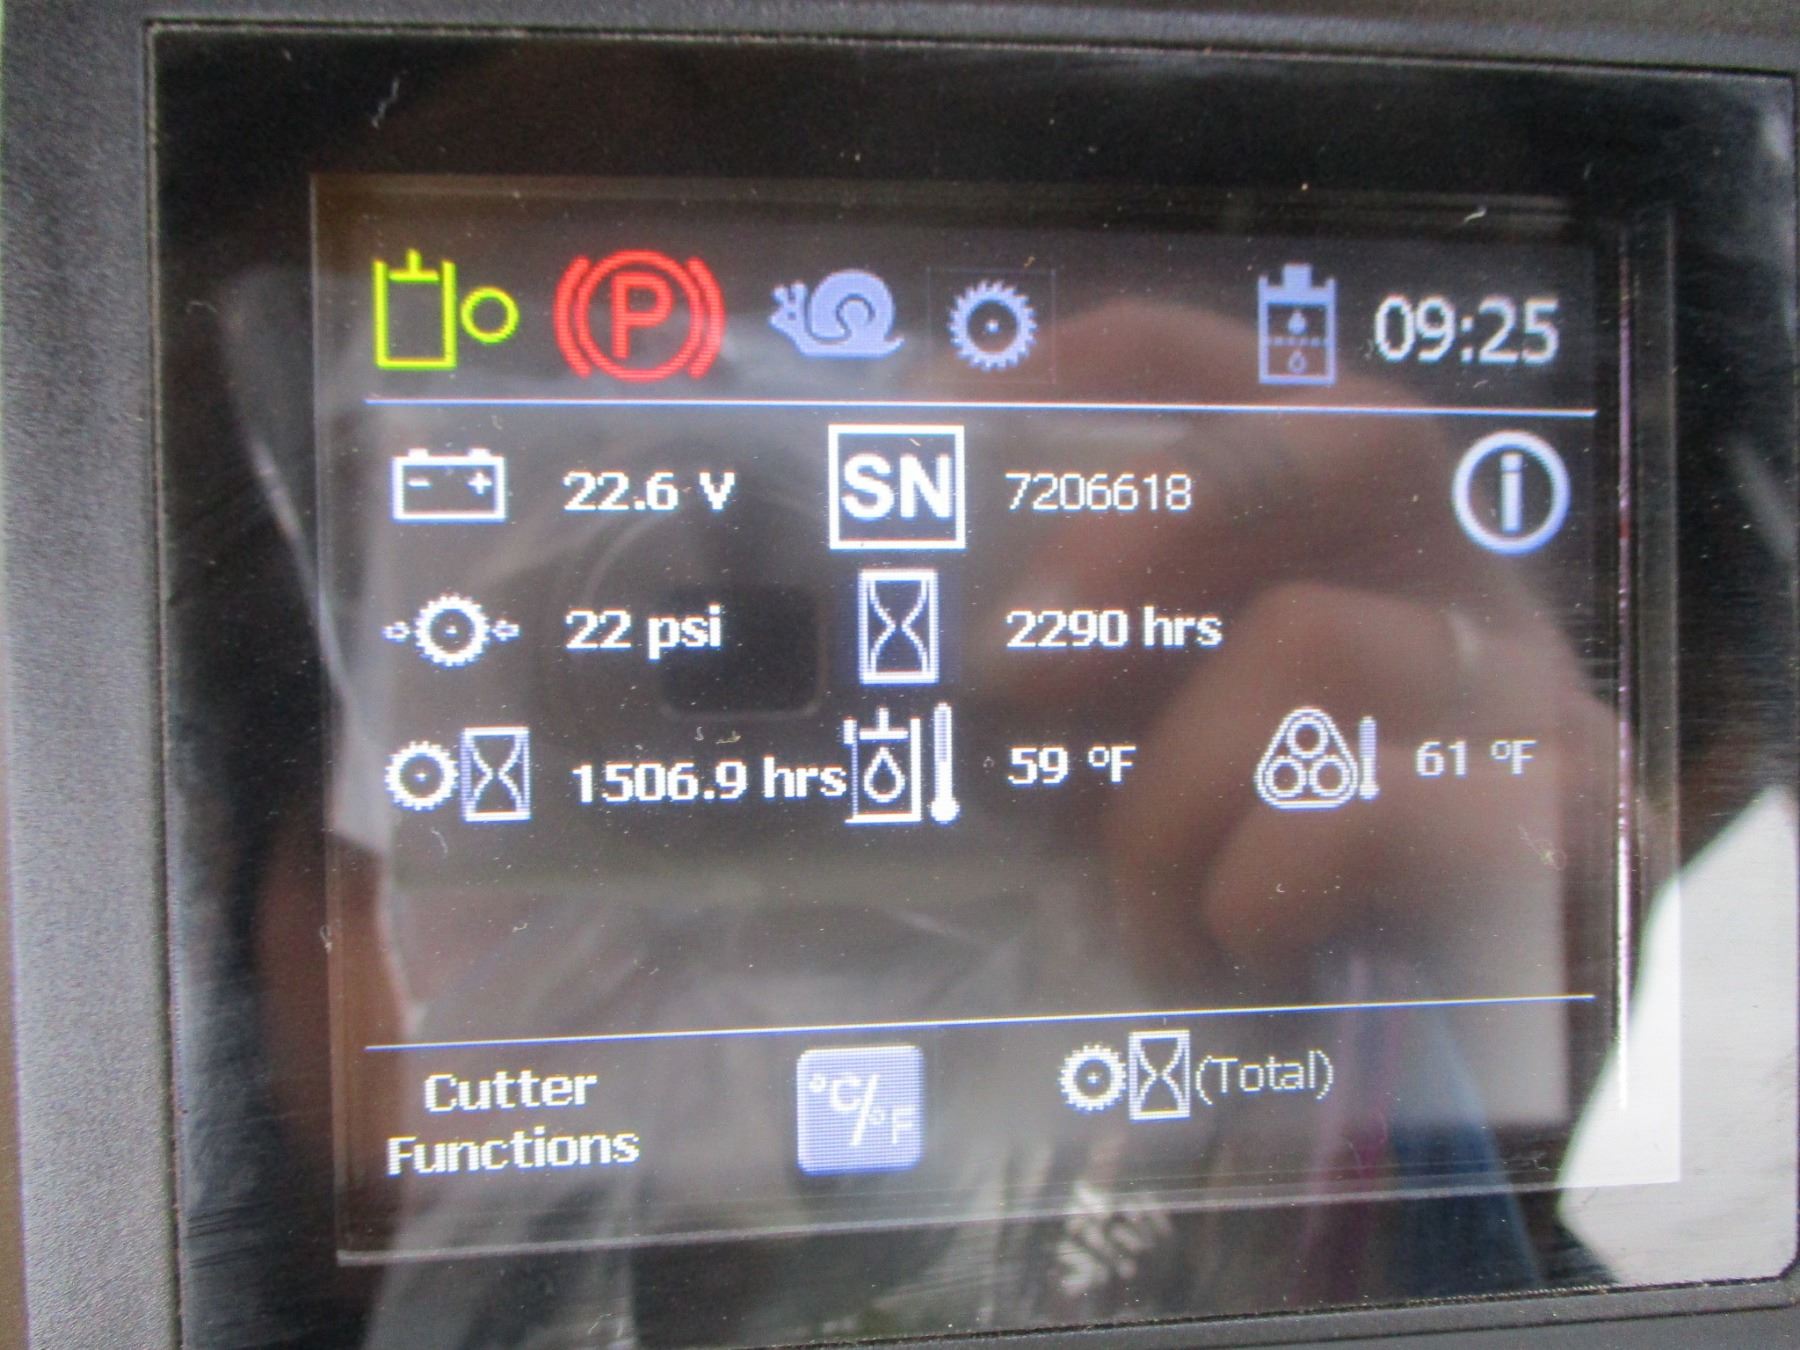 P 09:25
22.6 V SN 7206618 i
22 psi 2290 hrs
1506.9 hrs 59 °F 61 °F
Cutter Functions °C/°F (Total)